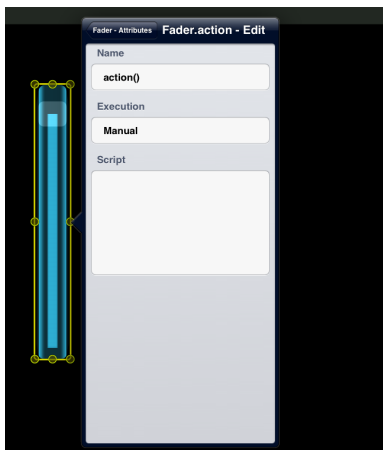 Fader - Attributes Fader.action - Edit
Name
action()
Execution
Manual
Script